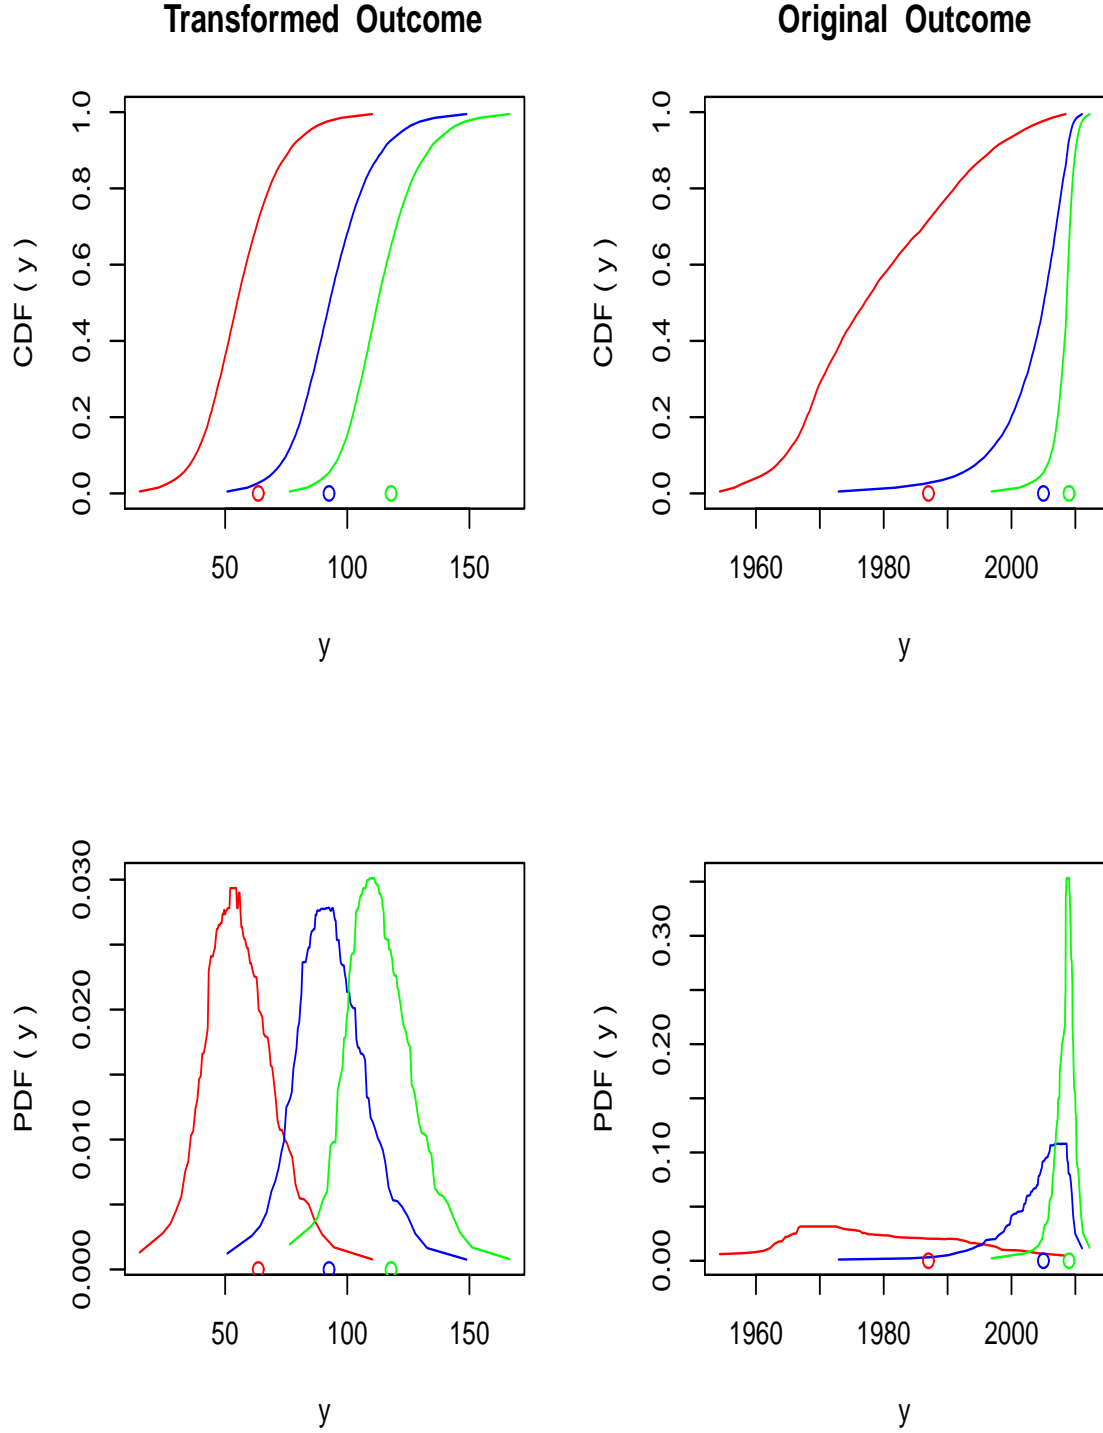 Transformed Outcome
Original Outcome
CDF ( y )
0.0 0.2 0.4 0.6 0.8 1.0
50 100 150
y
CDF ( y )
0.0 0.2 0.4 0.6 0.8 1.0
1960 1980 2000
y
PDF ( y )
0.000 0.010 0.020 0.030
50 100 150
y
PDF ( y )
0.00 0.10 0.20 0.30
1960 1980 2000
y